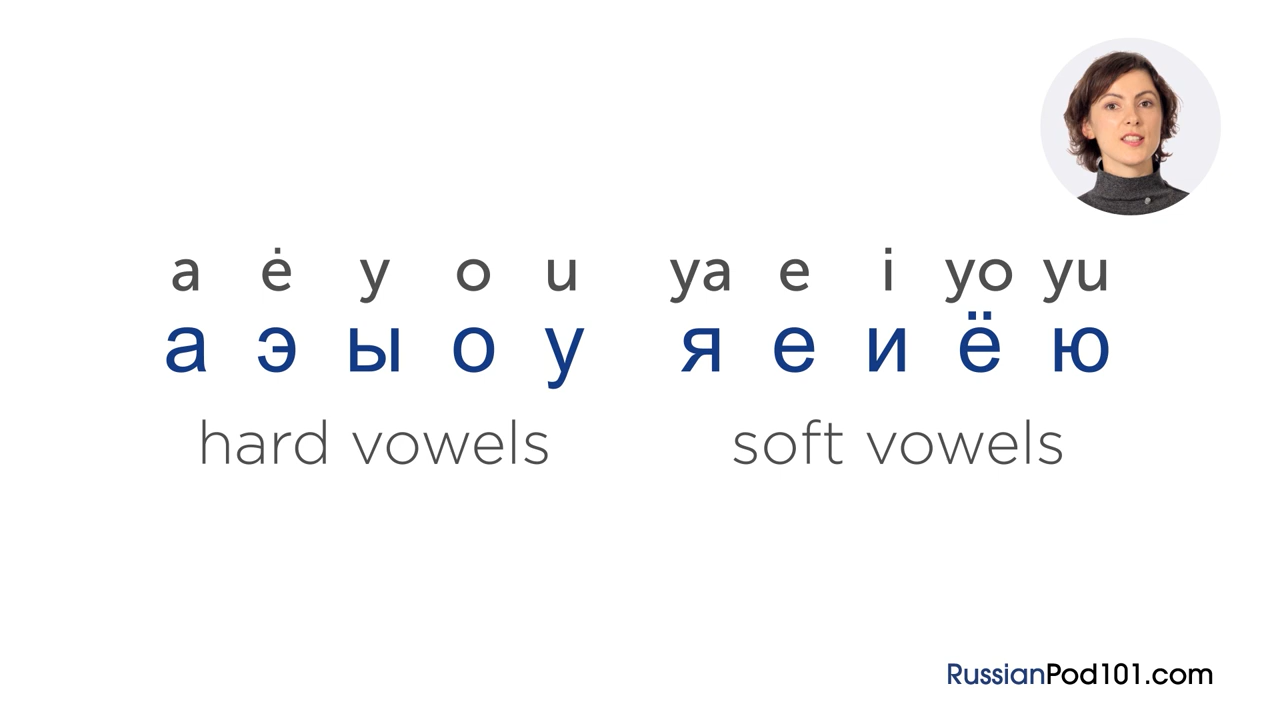 a ė y o u ya e i yo yu
а э ы о у я е и ё ю
hard vowels soft vowels
RussianPod101.com